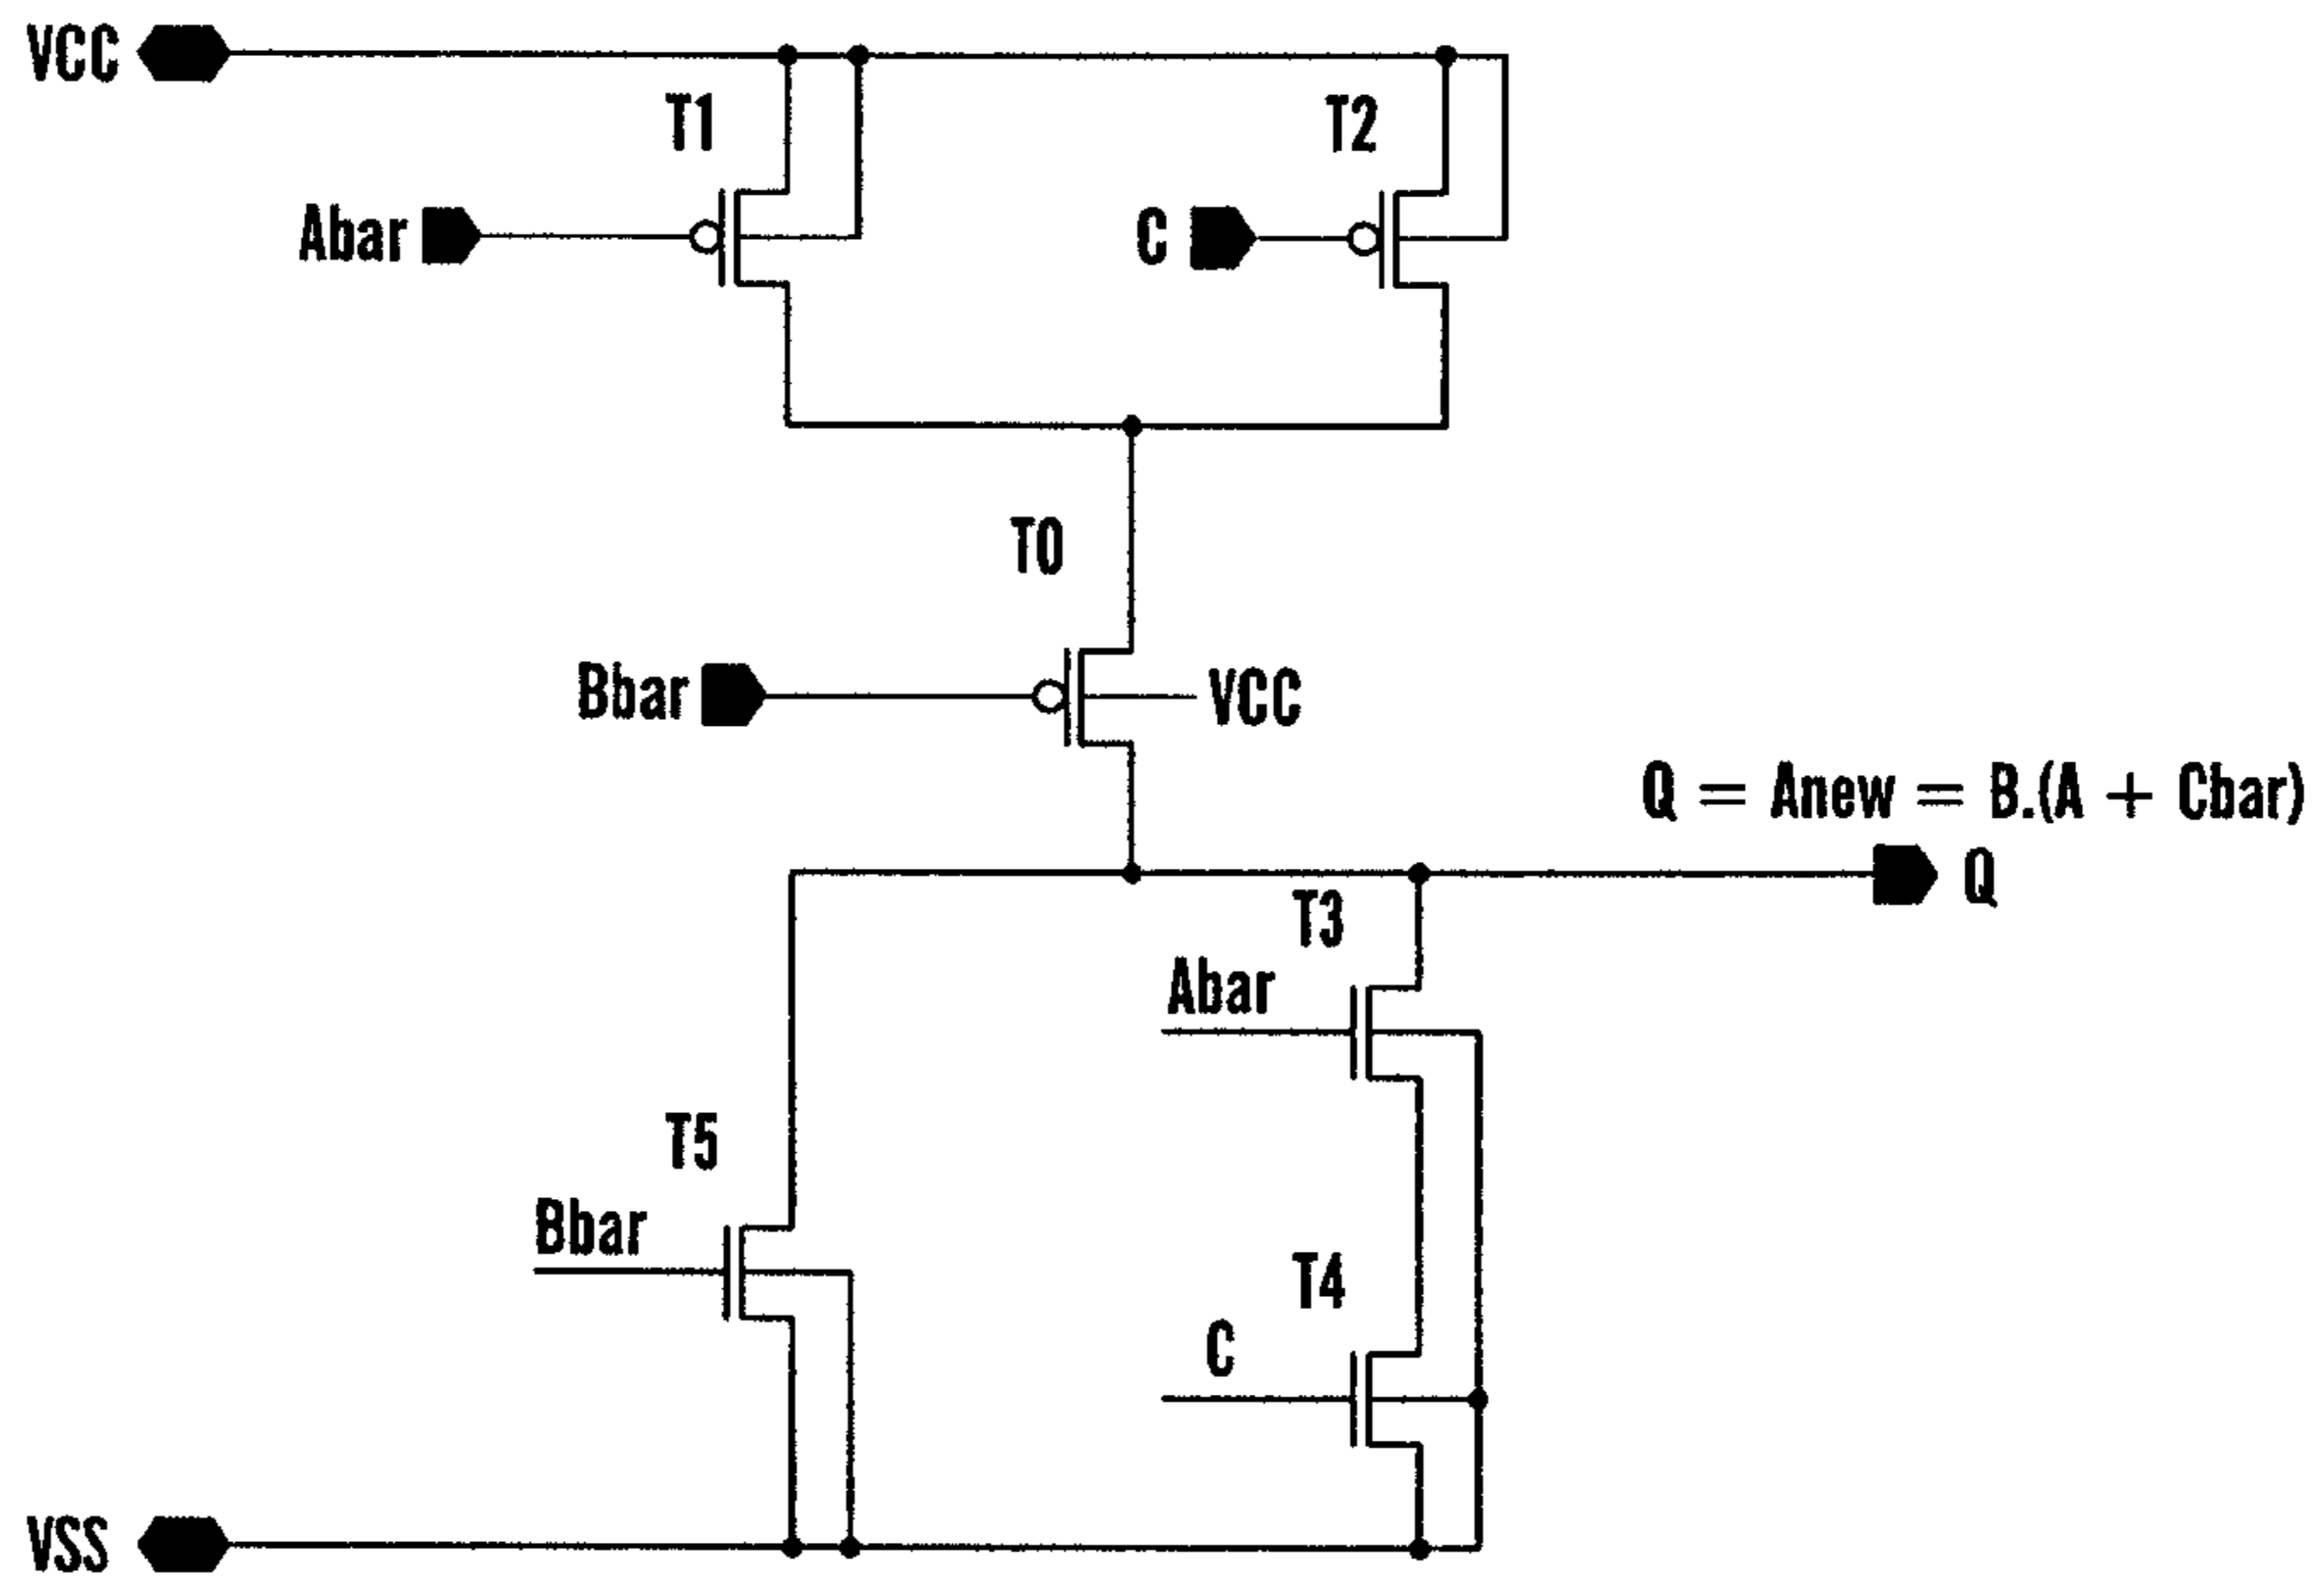 VCC
T1
T2
Abar
C
T0
Bbar
VCC
Q = Anew = B.(A + Cbar)
Q
T3
Abar
T5
Bbar
T4
C
VSS